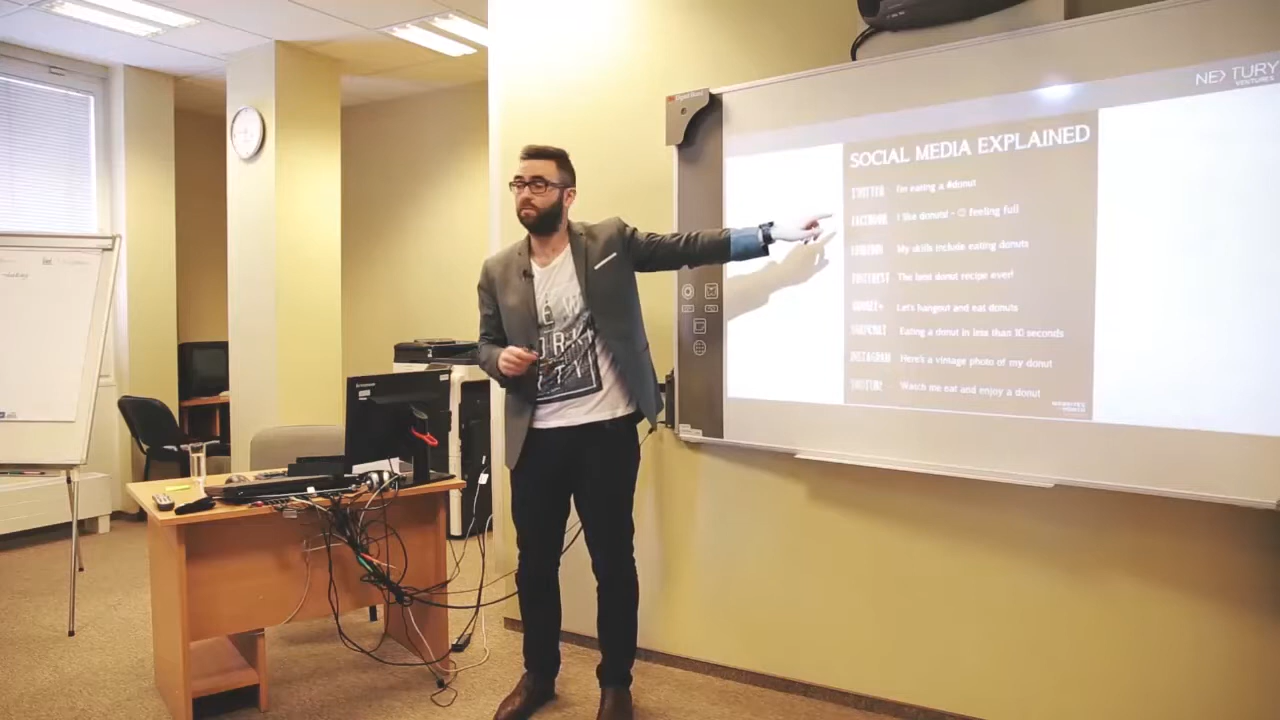 NEXTURY
VENTURES
SOCIAL MEDIA EXPLAINED
TWITTER I'm eating a #donut
FACEBOOK I like donuts! - ☺ feeling full
My skills include eating donuts
PINTEREST The best donut recipe ever!
GOOGLE+ Let's hangout and eat donuts
SNAPCHAT Eating a donut in less than 10 seconds
INSTAGRAM Here's a vintage photo of my donut
YOUTUBE Watch me eat and enjoy a donut